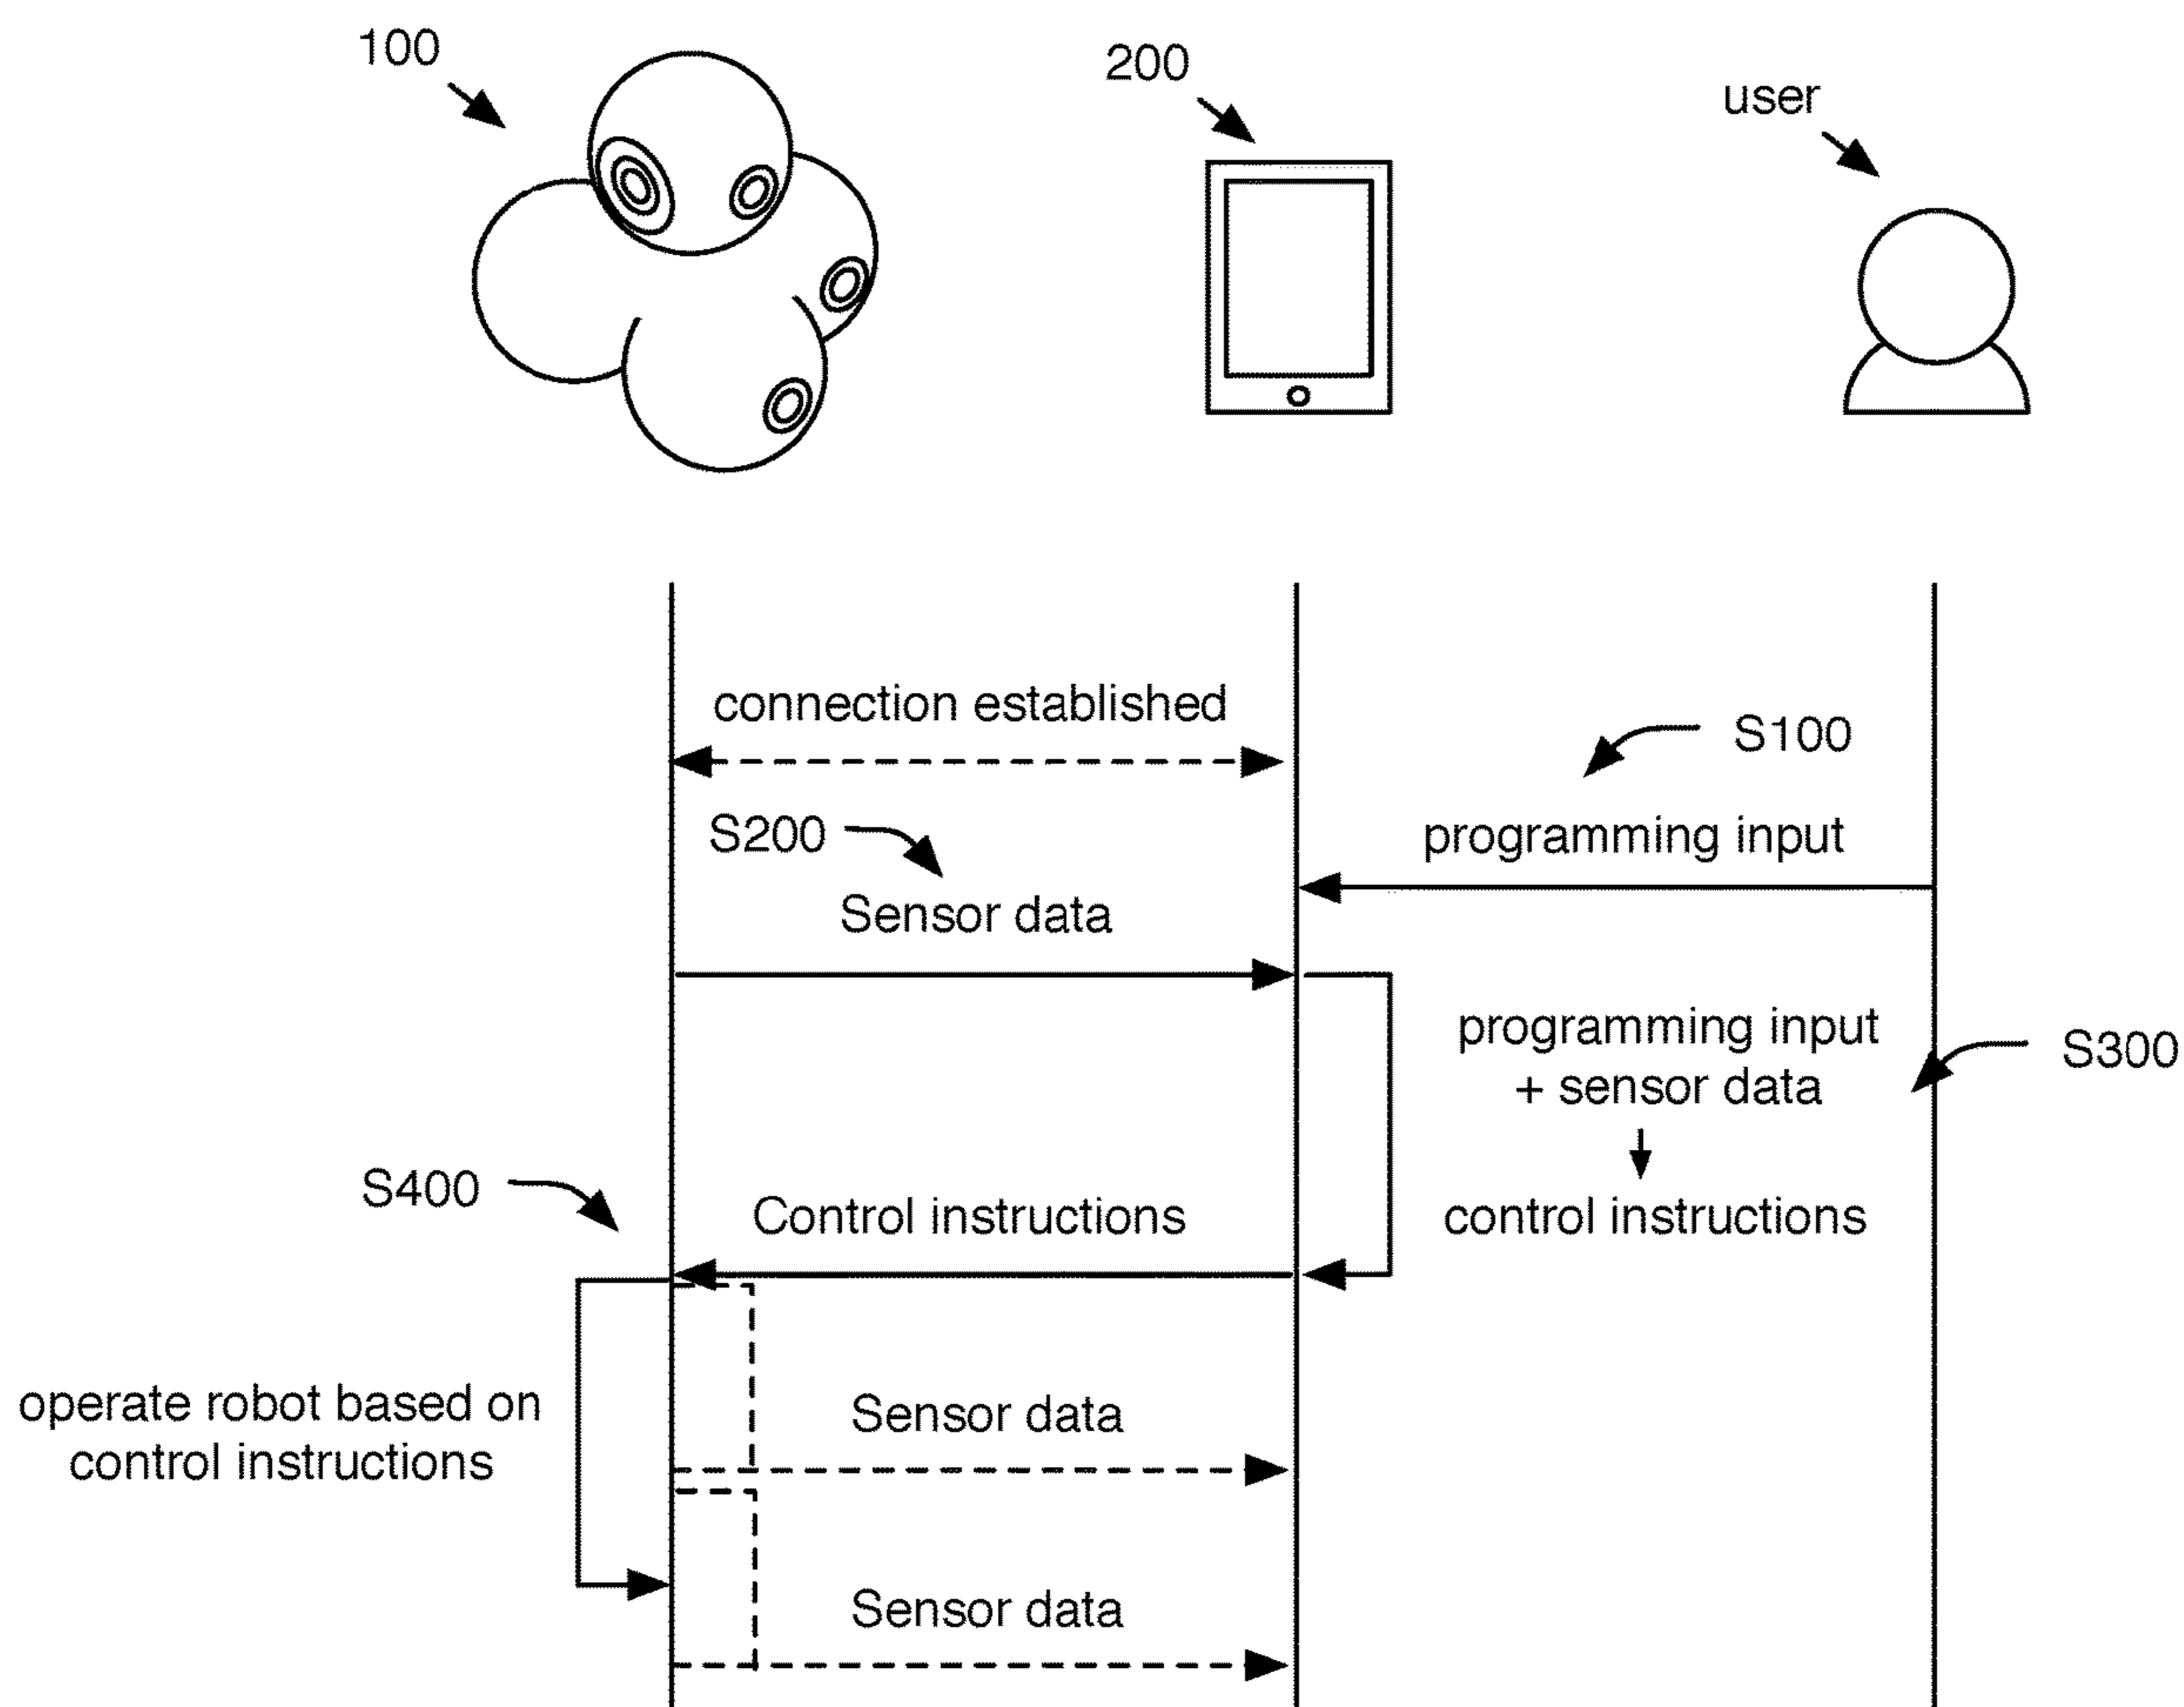 100
200
user
connection established
S100
S200
programming input
Sensor data
programming input
+ sensor data
S300
S400
Control instructions
control instructions
operate robot based on
control instructions
Sensor data
Sensor data